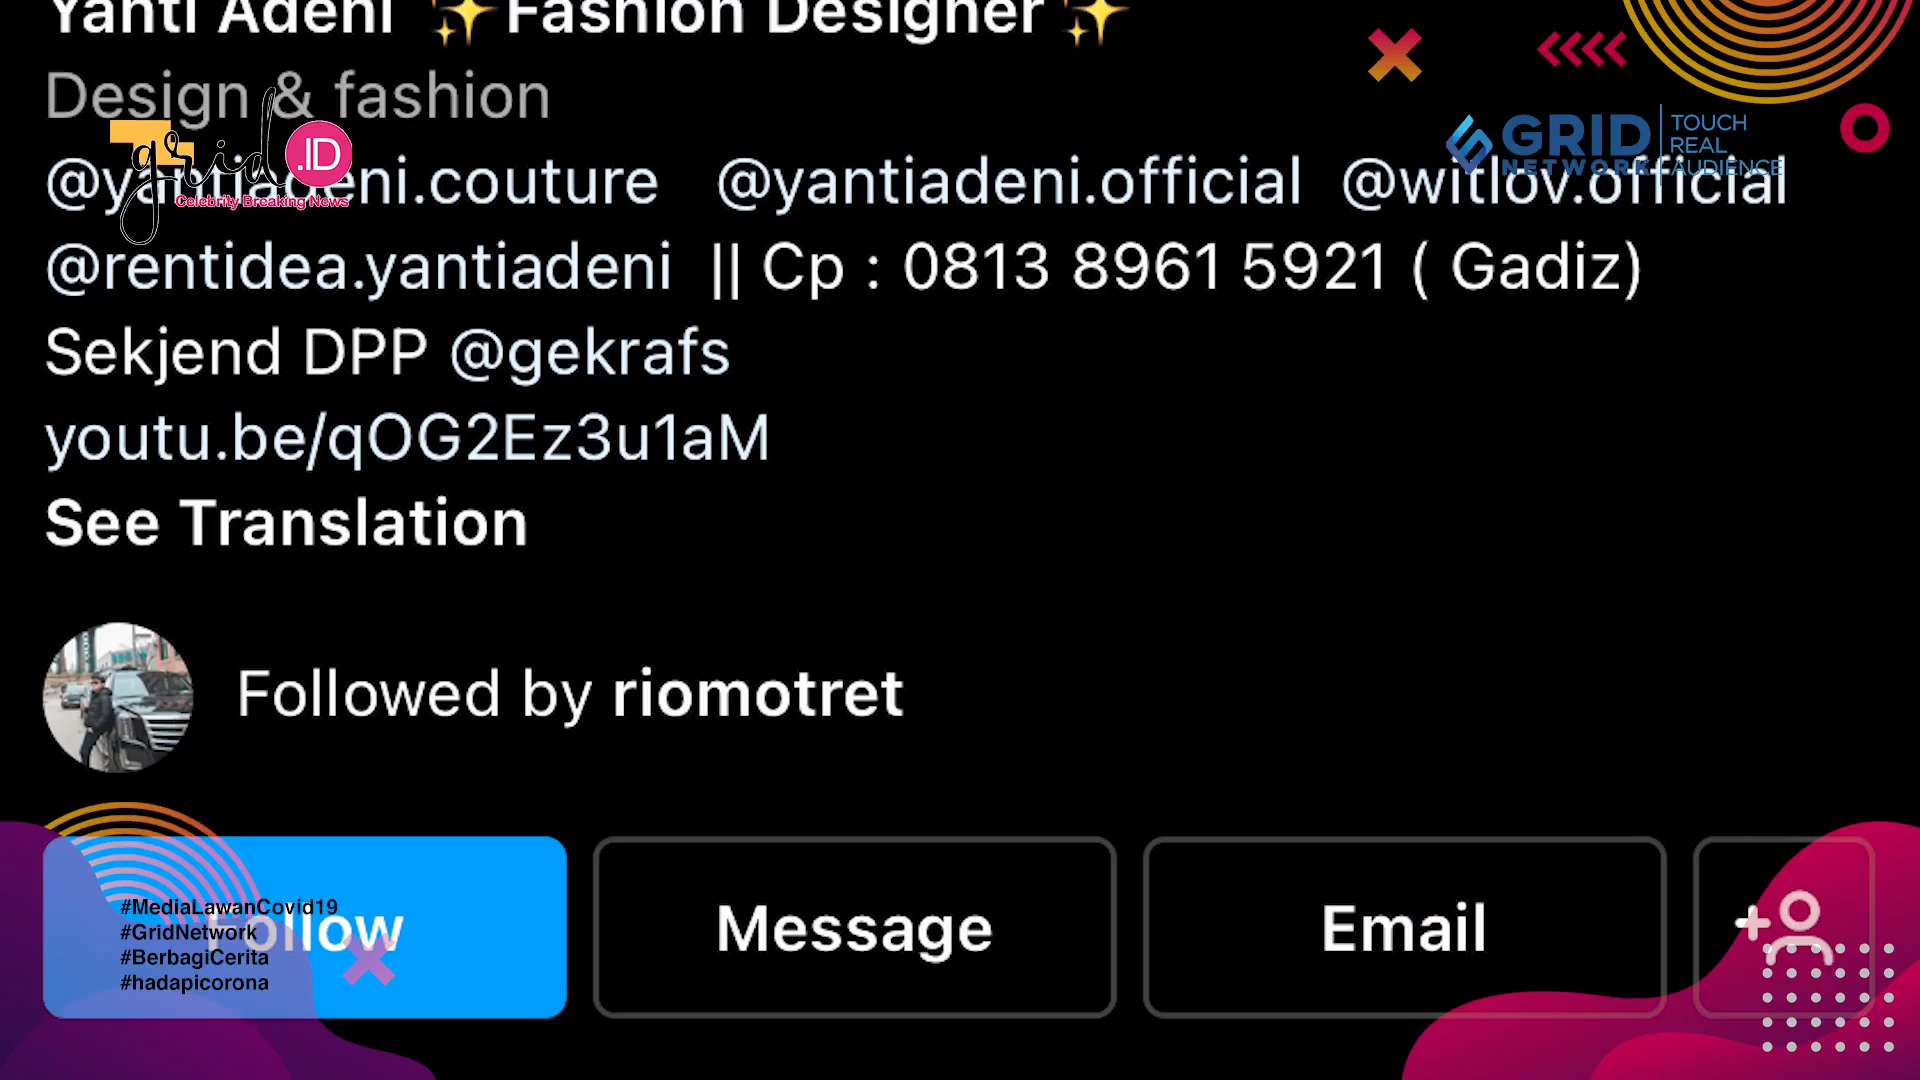 Yanti Adeni ✨Fashion Designer✨
Design & fashion
grid .ID
Celebrity Breaking News
GRID NETWORK
TOUCH
REAL
AUDIENCE
@yantiadeni.couture @yantiadeni.official @witlov.official
@rentidea.yantiadeni || Cp : 0813 8961 5921 ( Gadiz)
Sekjend DPP @gekrafs
youtu.be/qOG2Ez3u1aM
See Translation
Followed by riomotret
Follow
Message
Email
#MediaLawanCovid19
#GridNetwork
#BerbagiCerita
#hadapicorona